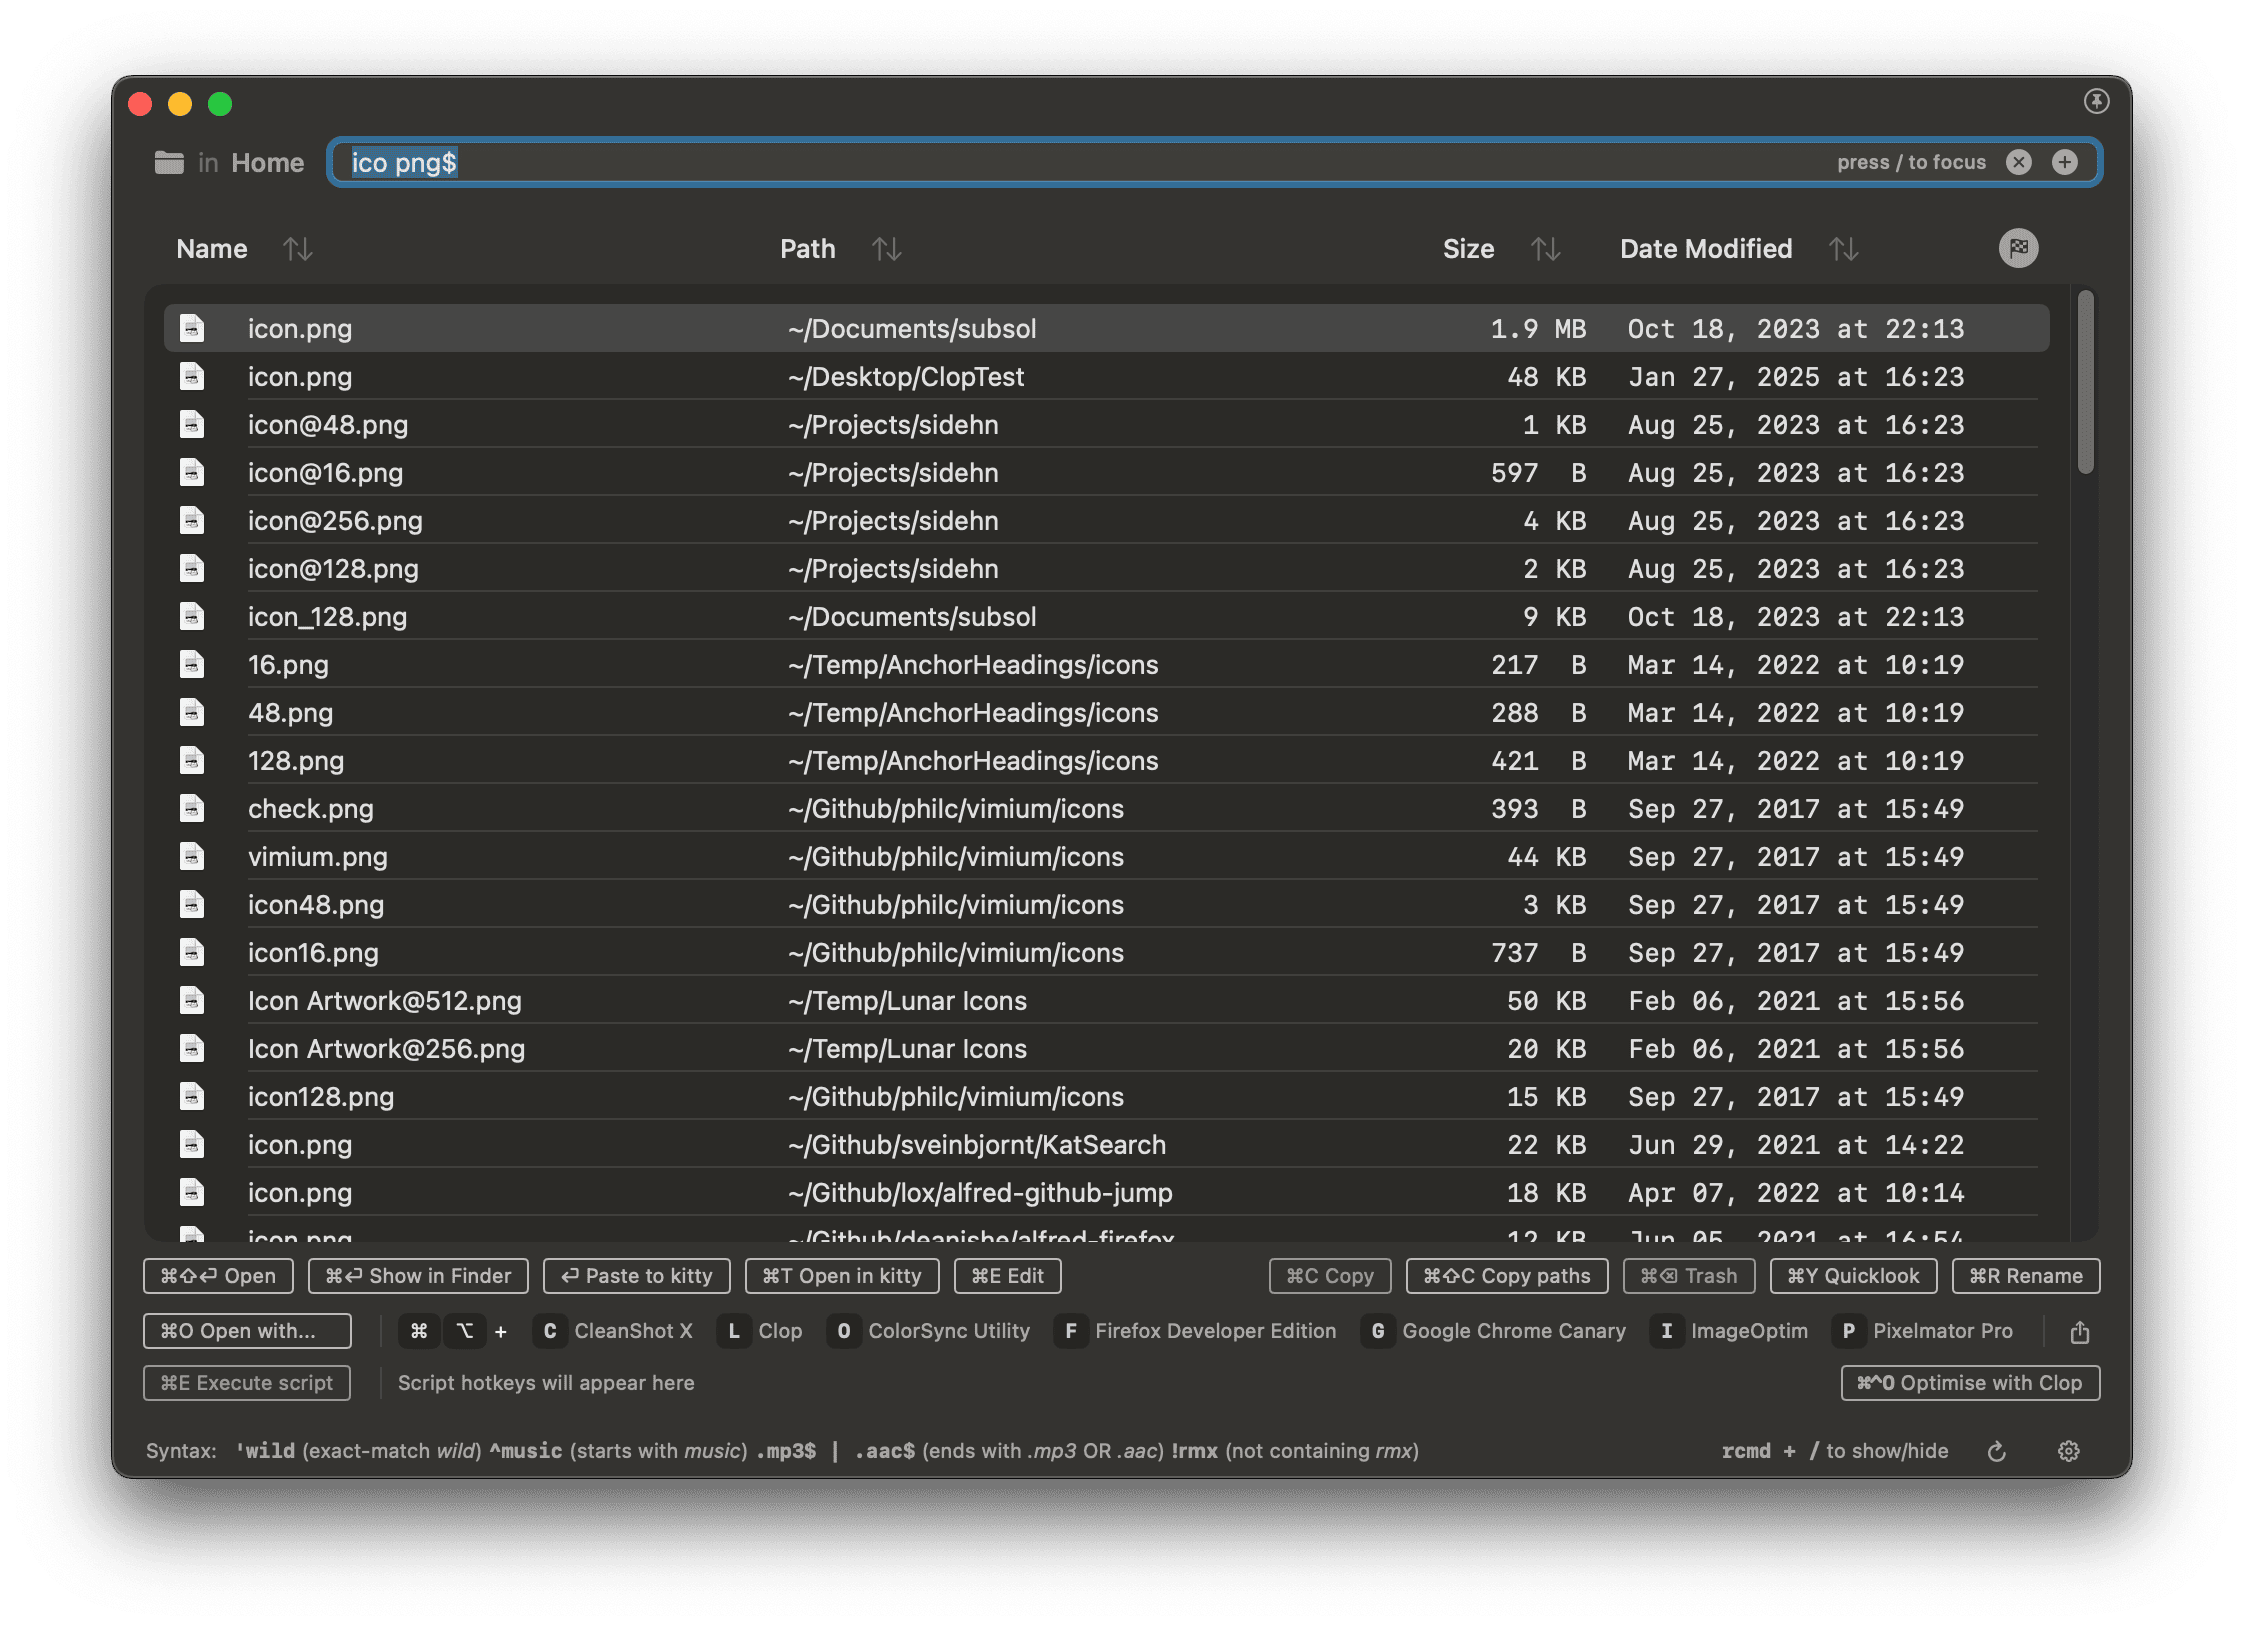 in Home ico png$ press / to focus
Name Path Size Date Modified
icon.png ~/Documents/subsol 1.9 MB Oct 18, 2023 at 22:13
icon.png ~/Desktop/ClopTest 48 KB Jan 27, 2025 at 16:23
icon@48.png ~/Projects/sidehn 1 KB Aug 25, 2023 at 16:23
icon@16.png ~/Projects/sidehn 597 B Aug 25, 2023 at 16:23
icon@256.png ~/Projects/sidehn 4 KB Aug 25, 2023 at 16:23
icon@128.png ~/Projects/sidehn 2 KB Aug 25, 2023 at 16:23
icon_128.png ~/Documents/subsol 9 KB Oct 18, 2023 at 22:13
16.png ~/Temp/AnchorHeadings/icons 217 B Mar 14, 2022 at 10:19
48.png ~/Temp/AnchorHeadings/icons 288 B Mar 14, 2022 at 10:19
128.png ~/Temp/AnchorHeadings/icons 421 B Mar 14, 2022 at 10:19
check.png ~/Github/philc/vimium/icons 393 B Sep 27, 2017 at 15:49
vimium.png ~/Github/philc/vimium/icons 44 KB Sep 27, 2017 at 15:49
icon48.png ~/Github/philc/vimium/icons 3 KB Sep 27, 2017 at 15:49
icon16.png ~/Github/philc/vimium/icons 737 B Sep 27, 2017 at 15:49
Icon Artwork@512.png ~/Temp/Lunar Icons 50 KB Feb 06, 2021 at 15:56
Icon Artwork@256.png ~/Temp/Lunar Icons 20 KB Feb 06, 2021 at 15:56
icon128.png ~/Github/philc/vimium/icons 15 KB Sep 27, 2017 at 15:49
icon.png ~/Github/sveinbjornt/KatSearch 22 KB Jun 29, 2021 at 14:22
icon.png ~/Github/lox/alfred-github-jump 18 KB Apr 07, 2022 at 10:14
icon.png ~/Github/deanishe/alfred-firefox 12 KB Jun 05, 2021 at 16:54
⌘⇧⏎ Open ⌘⏎ Show in Finder ⏎ Paste to kitty ⌘T Open in kitty ⌘E Edit ⌘C Copy ⌘⇧C Copy paths ⌘⌫ Trash ⌘Y Quicklook ⌘R Rename
⌘O Open with... ⌘ ⌥ + C CleanShot X L Clop O ColorSync Utility F Firefox Developer Edition G Google Chrome Canary I ImageOptim P Pixelmator Pro
⌘E Execute script Script hotkeys will appear here ⌘^O Optimise with Clop
Syntax: 'wild (exact-match wild) ^music (starts with music) .mp3$ | .aac$ (ends with .mp3 OR .aac) !rmx (not containing rmx) rcmd + / to show/hide